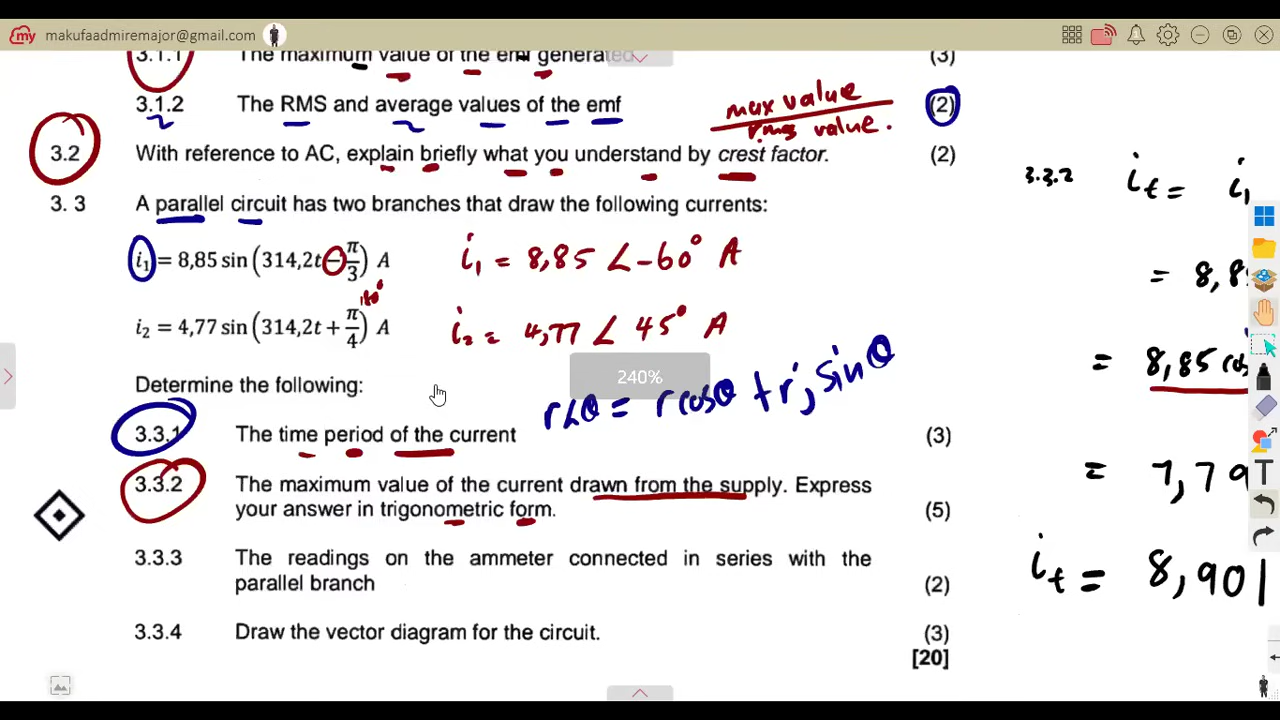 my makufaadmiremajor@gmail.com
3.1.1 The maximum value of the emf generated (3)
max value
3.1.2 The RMS and average values of the emf (2)
rms value.
3.2 With reference to AC, explain briefly what you understand by crest factor. (2)
3.3.2 it = i1
3. 3 A parallel circuit has two branches that draw the following currents:
i1 = 8,85 sin (314,2t − π/3) A i1 = 8,85 ∠ -60° A
= 8,8
180°
i2 = 4,77 sin (314,2t + π/4) A i2 = 4,77 ∠ 45° A
240%
= 8,85 cos
Determine the following:
r∠θ = r cosθ + r j sinθ
3.3.1 The time period of the current (3)
= 7,79
3.3.2 The maximum value of the current drawn from the supply. Express
your answer in trigonometric form. (5)
3.3.3 The readings on the ammeter connected in series with the
parallel branch (2)
it = 8,901
3.3.4 Draw the vector diagram for the circuit. (3)
[20]
T